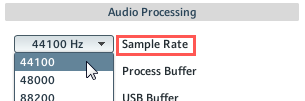 Audio Processing
44100 Hz Sample Rate
44100
48000 Process Buffer
88200 USB Buffer